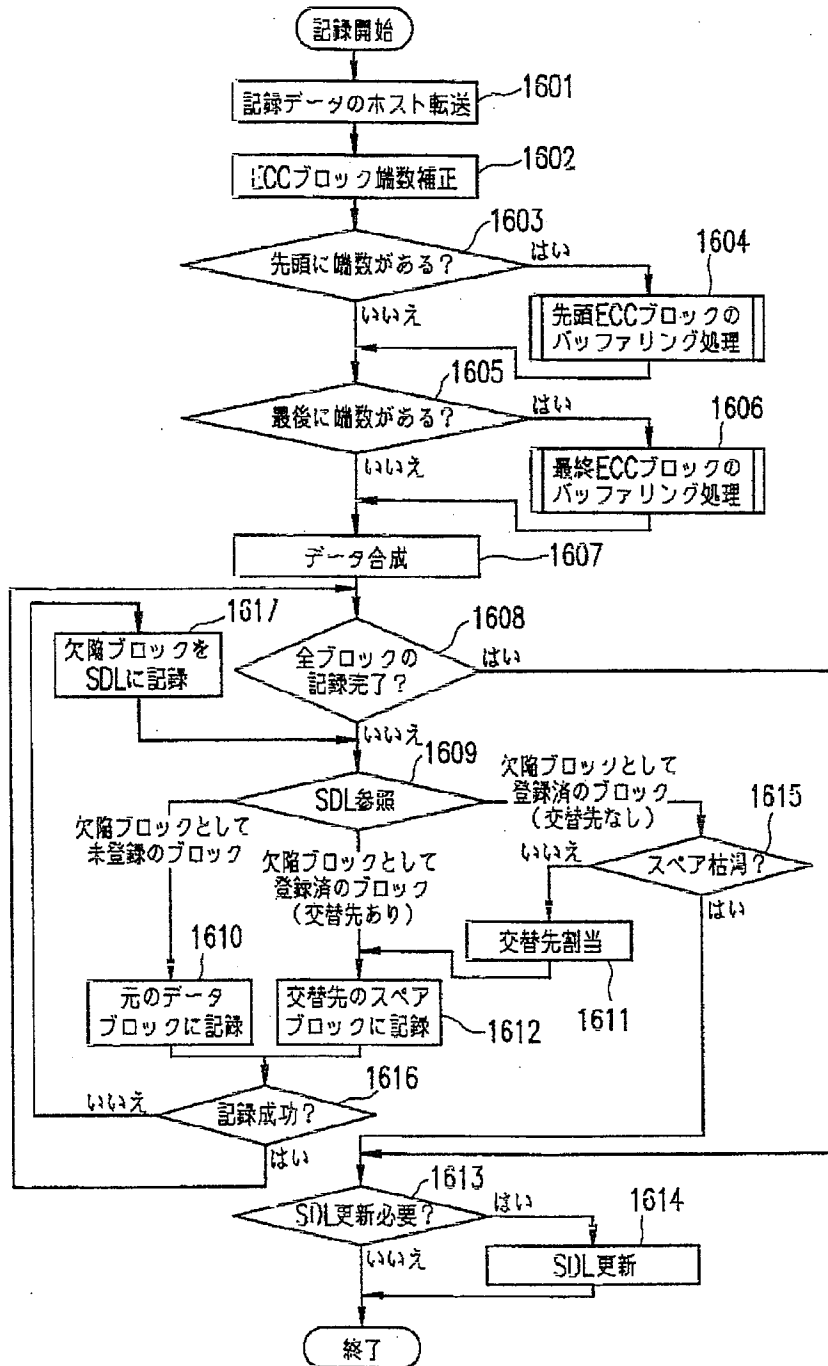 記録開始
記録データのホスト転送
1601
ECCブロック端数補正
1602
先頭に端数がある?
1603
はい
いいえ
1604
先頭ECCブロックの
バッファリング処理
最後に端数がある?
1605
はい
いいえ
1606
最終ECCブロックの
バッファリング処理
データ合成
1607
1617
欠陥ブロックを
SDLに記録
全ブロックの
記録完了?
1608
はい
いいえ
SDL参照
1609
欠陥ブロックとして
未登録のブロック
欠陥ブロックとして
登録済のブロック
(交替先あり)
欠陥ブロックとして
登録済のブロック
(交替先なし)
1615
スペア枯渇?
いいえ
はい
交替先割当
1611
1610
元のデータ
ブロックに記録
交替先のスペア
ブロックに記録
1612
記録成功?
1616
いいえ
はい
SDL更新必要?
1613
はい
いいえ
1614
SDL更新
終了